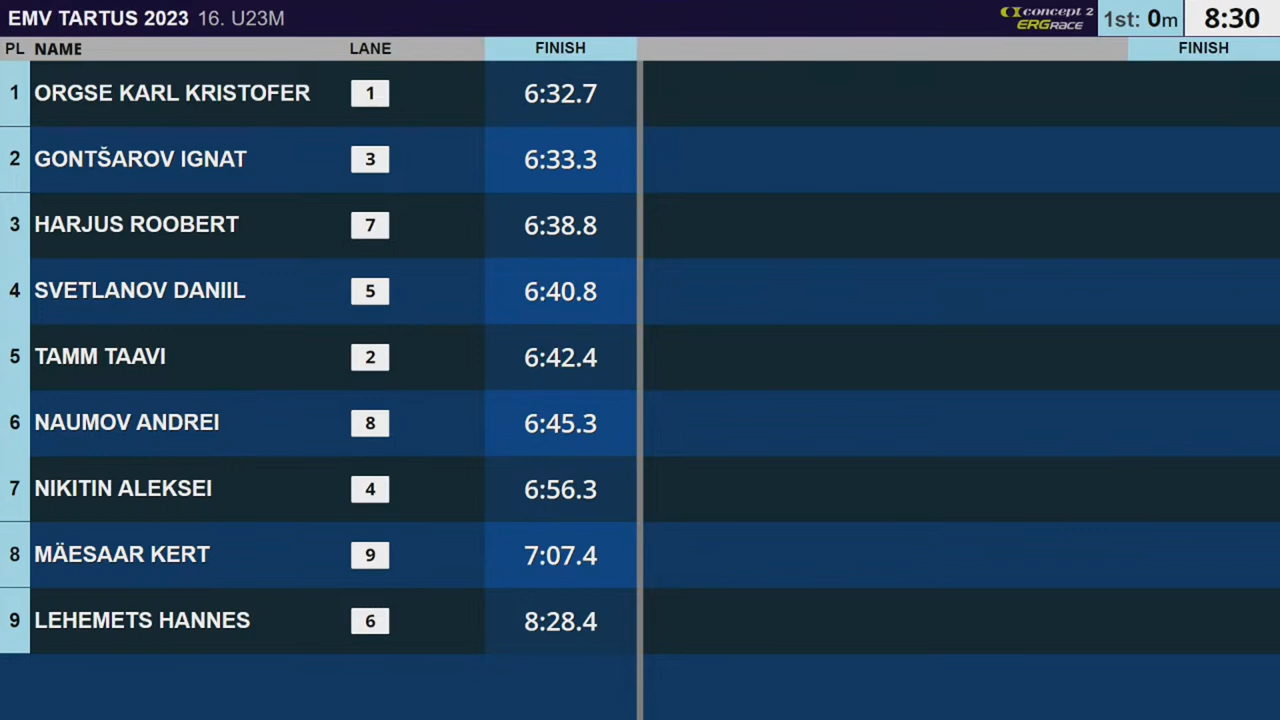 EMV TARTUS 2023 16. U23M concept 2 ERGRACE 1st: 0m 8:30
PL NAME LANE FINISH FINISH
1 ORGSE KARL KRISTOFER 1 6:32.7
2 GONTŠAROV IGNAT 3 6:33.3
3 HARJUS ROOBERT 7 6:38.8
4 SVETLANOV DANIIL 5 6:40.8
5 TAMM TAAVI 2 6:42.4
6 NAUMOV ANDREI 8 6:45.3
7 NIKITIN ALEKSEI 4 6:56.3
8 MÄESAAR KERT 9 7:07.4
9 LEHEMETS HANNES 6 8:28.4